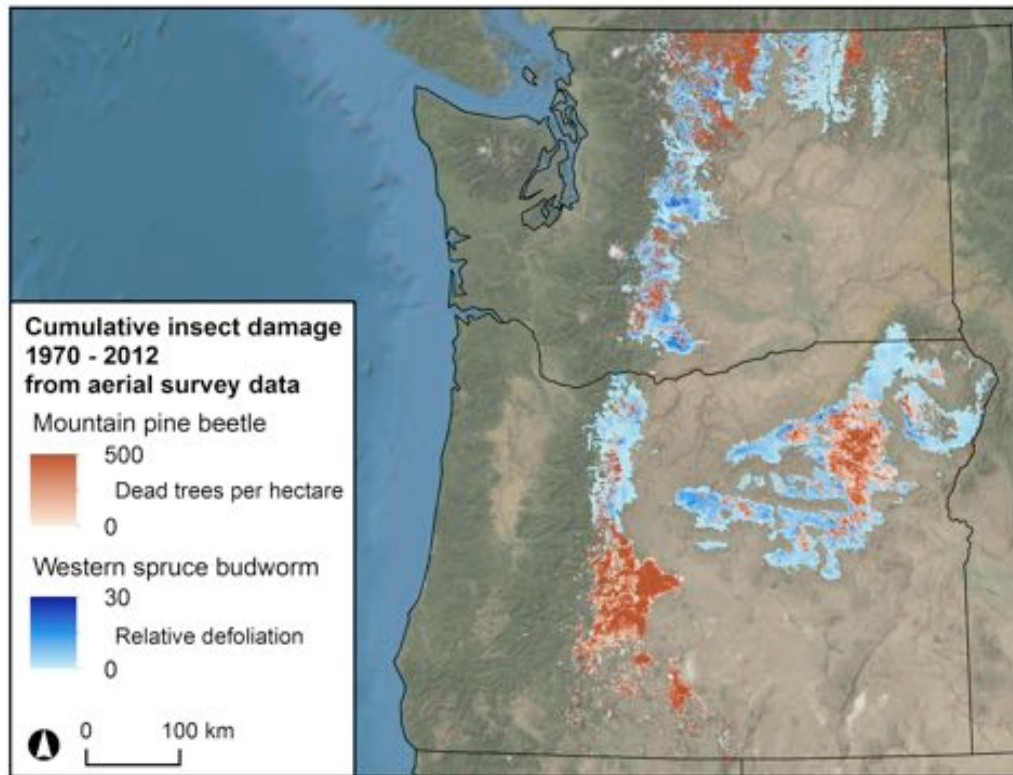 Cumulative insect damage
1970 - 2012
from aerial survey data
Mountain pine beetle
500
Dead trees per hectare
0
Western spruce budworm
30
Relative defoliation
0
0 100 km